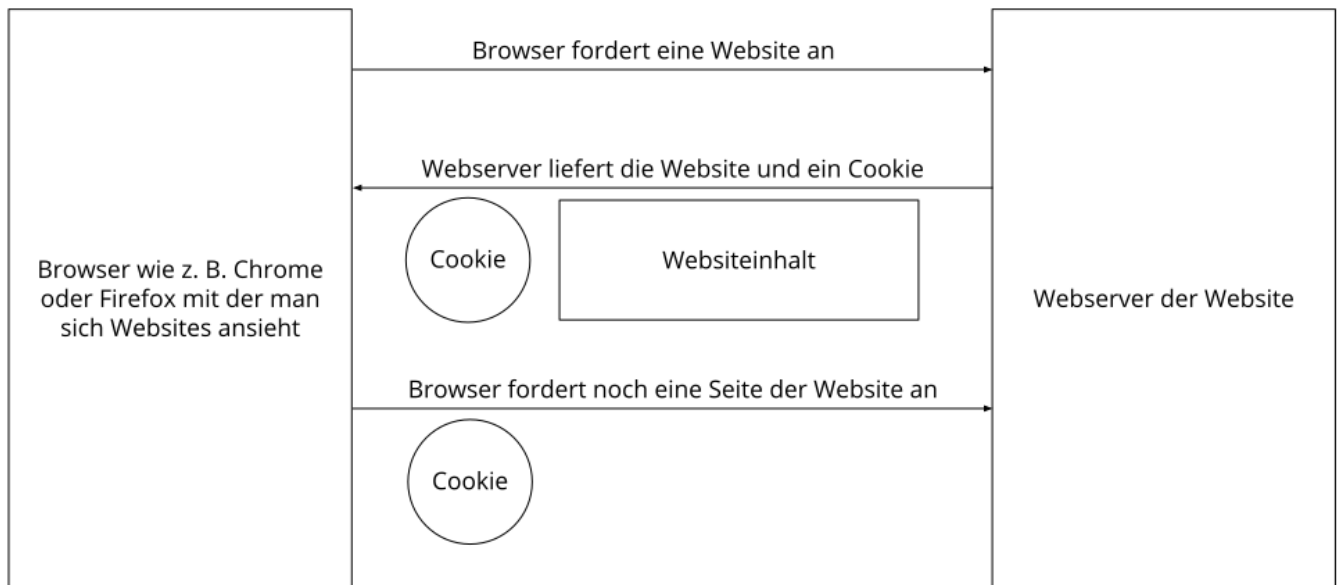 Browser fordert eine Website an
Webserver liefert die Website und ein Cookie
Cookie
Websiteinhalt
Browser wie z. B. Chrome
oder Firefox mit der man
sich Websites ansieht
Webserver der Website
Browser fordert noch eine Seite der Website an
Cookie